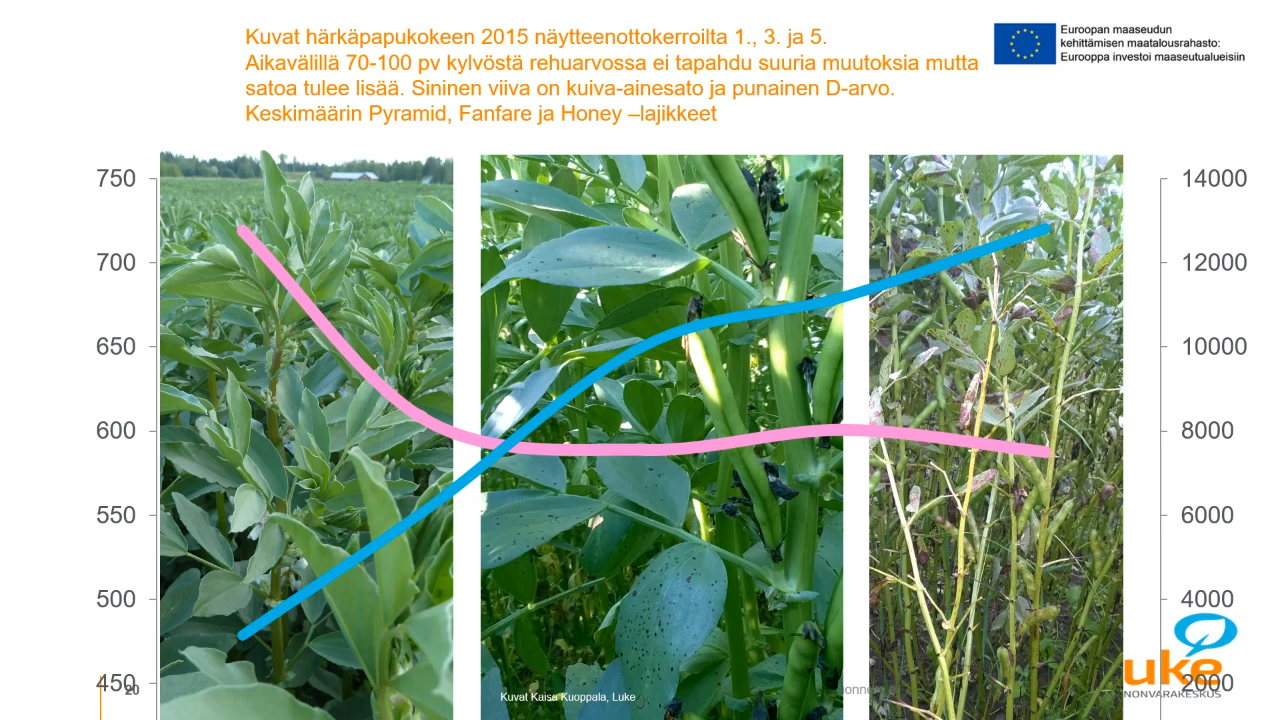 Kuvat härkäpapukokeen 2015 näytteenottokerroilta 1., 3. ja 5.
Aikavälillä 70-100 pv kylvöstä rehuarvossa ei tapahdu suuria muutoksia mutta
satoa tulee lisää. Sininen viiva on kuiva-ainesato ja punainen D-arvo.
Keskimäärin Pyramid, Fanfare ja Honey –lajikkeet
Euroopan maaseudun
kehittämisen maatalousrahasto:
Eurooppa investoi maaseutualueisiin
750
700
650
600
550
500
450
20
14000
12000
10000
8000
6000
4000
2000
Kuvat Kaisa Kuoppala, Luke
uke
NONVARAKESKUS